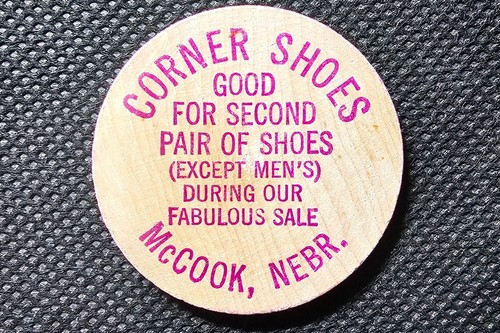 CORNER SHOES
GOOD
FOR SECOND
PAIR OF SHOES
(EXCEPT MEN'S)
DURING OUR
FABULOUS SALE
McCOOK, NEBR.